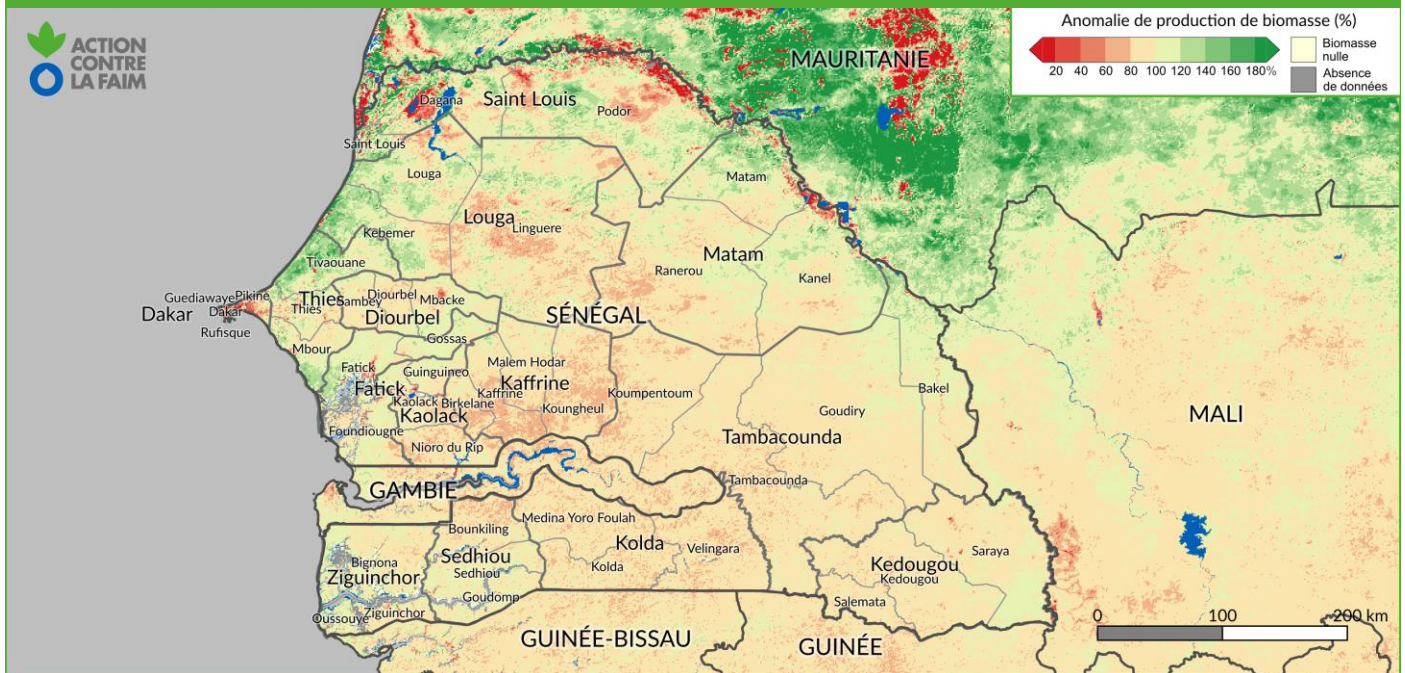 ACTION
CONTRE
LA FAIM
Anomalie de production de biomasse (%)
20 40 60 80 100 120 140 160 180%
Biomasse
nulle
Absence
de données
MAURITANIE
Dagana
Saint Louis
Podor
Saint Louis
Louga
Matam
Louga
Linguere
Kebemer
Tivaouane
Matam
Ranerou
Kanel
Guediawaye
Pikine
Thies
Bambey
Diourbel
Mbacke
Dakar
Dakar
Thies
Diourbel
SÉNÉGAL
Rufisque
Gossas
Mbour
Fatick
Guinguineo
Malem Hodar
Fatick
Kaffrine
Kaffrine
Koumpentoum
Bakel
Kaolack
Birkelane
Koungheul
Goudiry
Kaolack
MALI
Foundiougne
Tambacounda
Nioro du Rip
Tambacounda
GAMBIE
Medina Yoro Foulah
Bounkiling
Kolda
Velingara
Saraya
Bignona
Sedhiou
Kolda
Kedougou
Ziguinchor
Sedhiou
Kedougou
Goudomp
Salemata
Oussouye
Ziguinchor
0 100 200 km
GUINÉE-BISSAU
GUINÉE